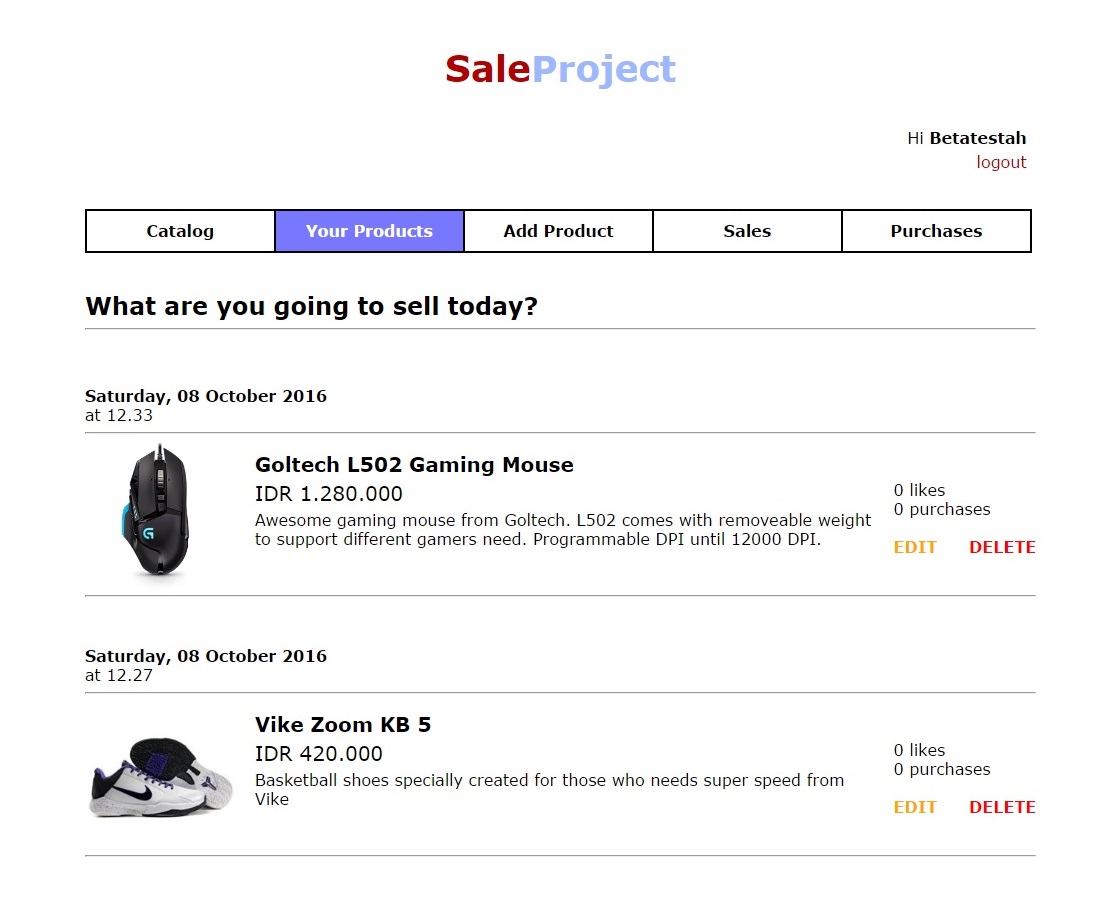 SaleProject
Hi Betatestah
logout
Catalog Your Products Add Product Sales Purchases
What are you going to sell today?
Saturday, 08 October 2016
at 12.33
Goltech L502 Gaming Mouse
IDR 1.280.000
Awesome gaming mouse from Goltech. L502 comes with removeable weight
to support different gamers need. Programmable DPI until 12000 DPI.
0 likes
0 purchases
EDIT DELETE
Saturday, 08 October 2016
at 12.27
Vike Zoom KB 5
IDR 420.000
Basketball shoes specially created for those who needs super speed from
Vike
0 likes
0 purchases
EDIT DELETE